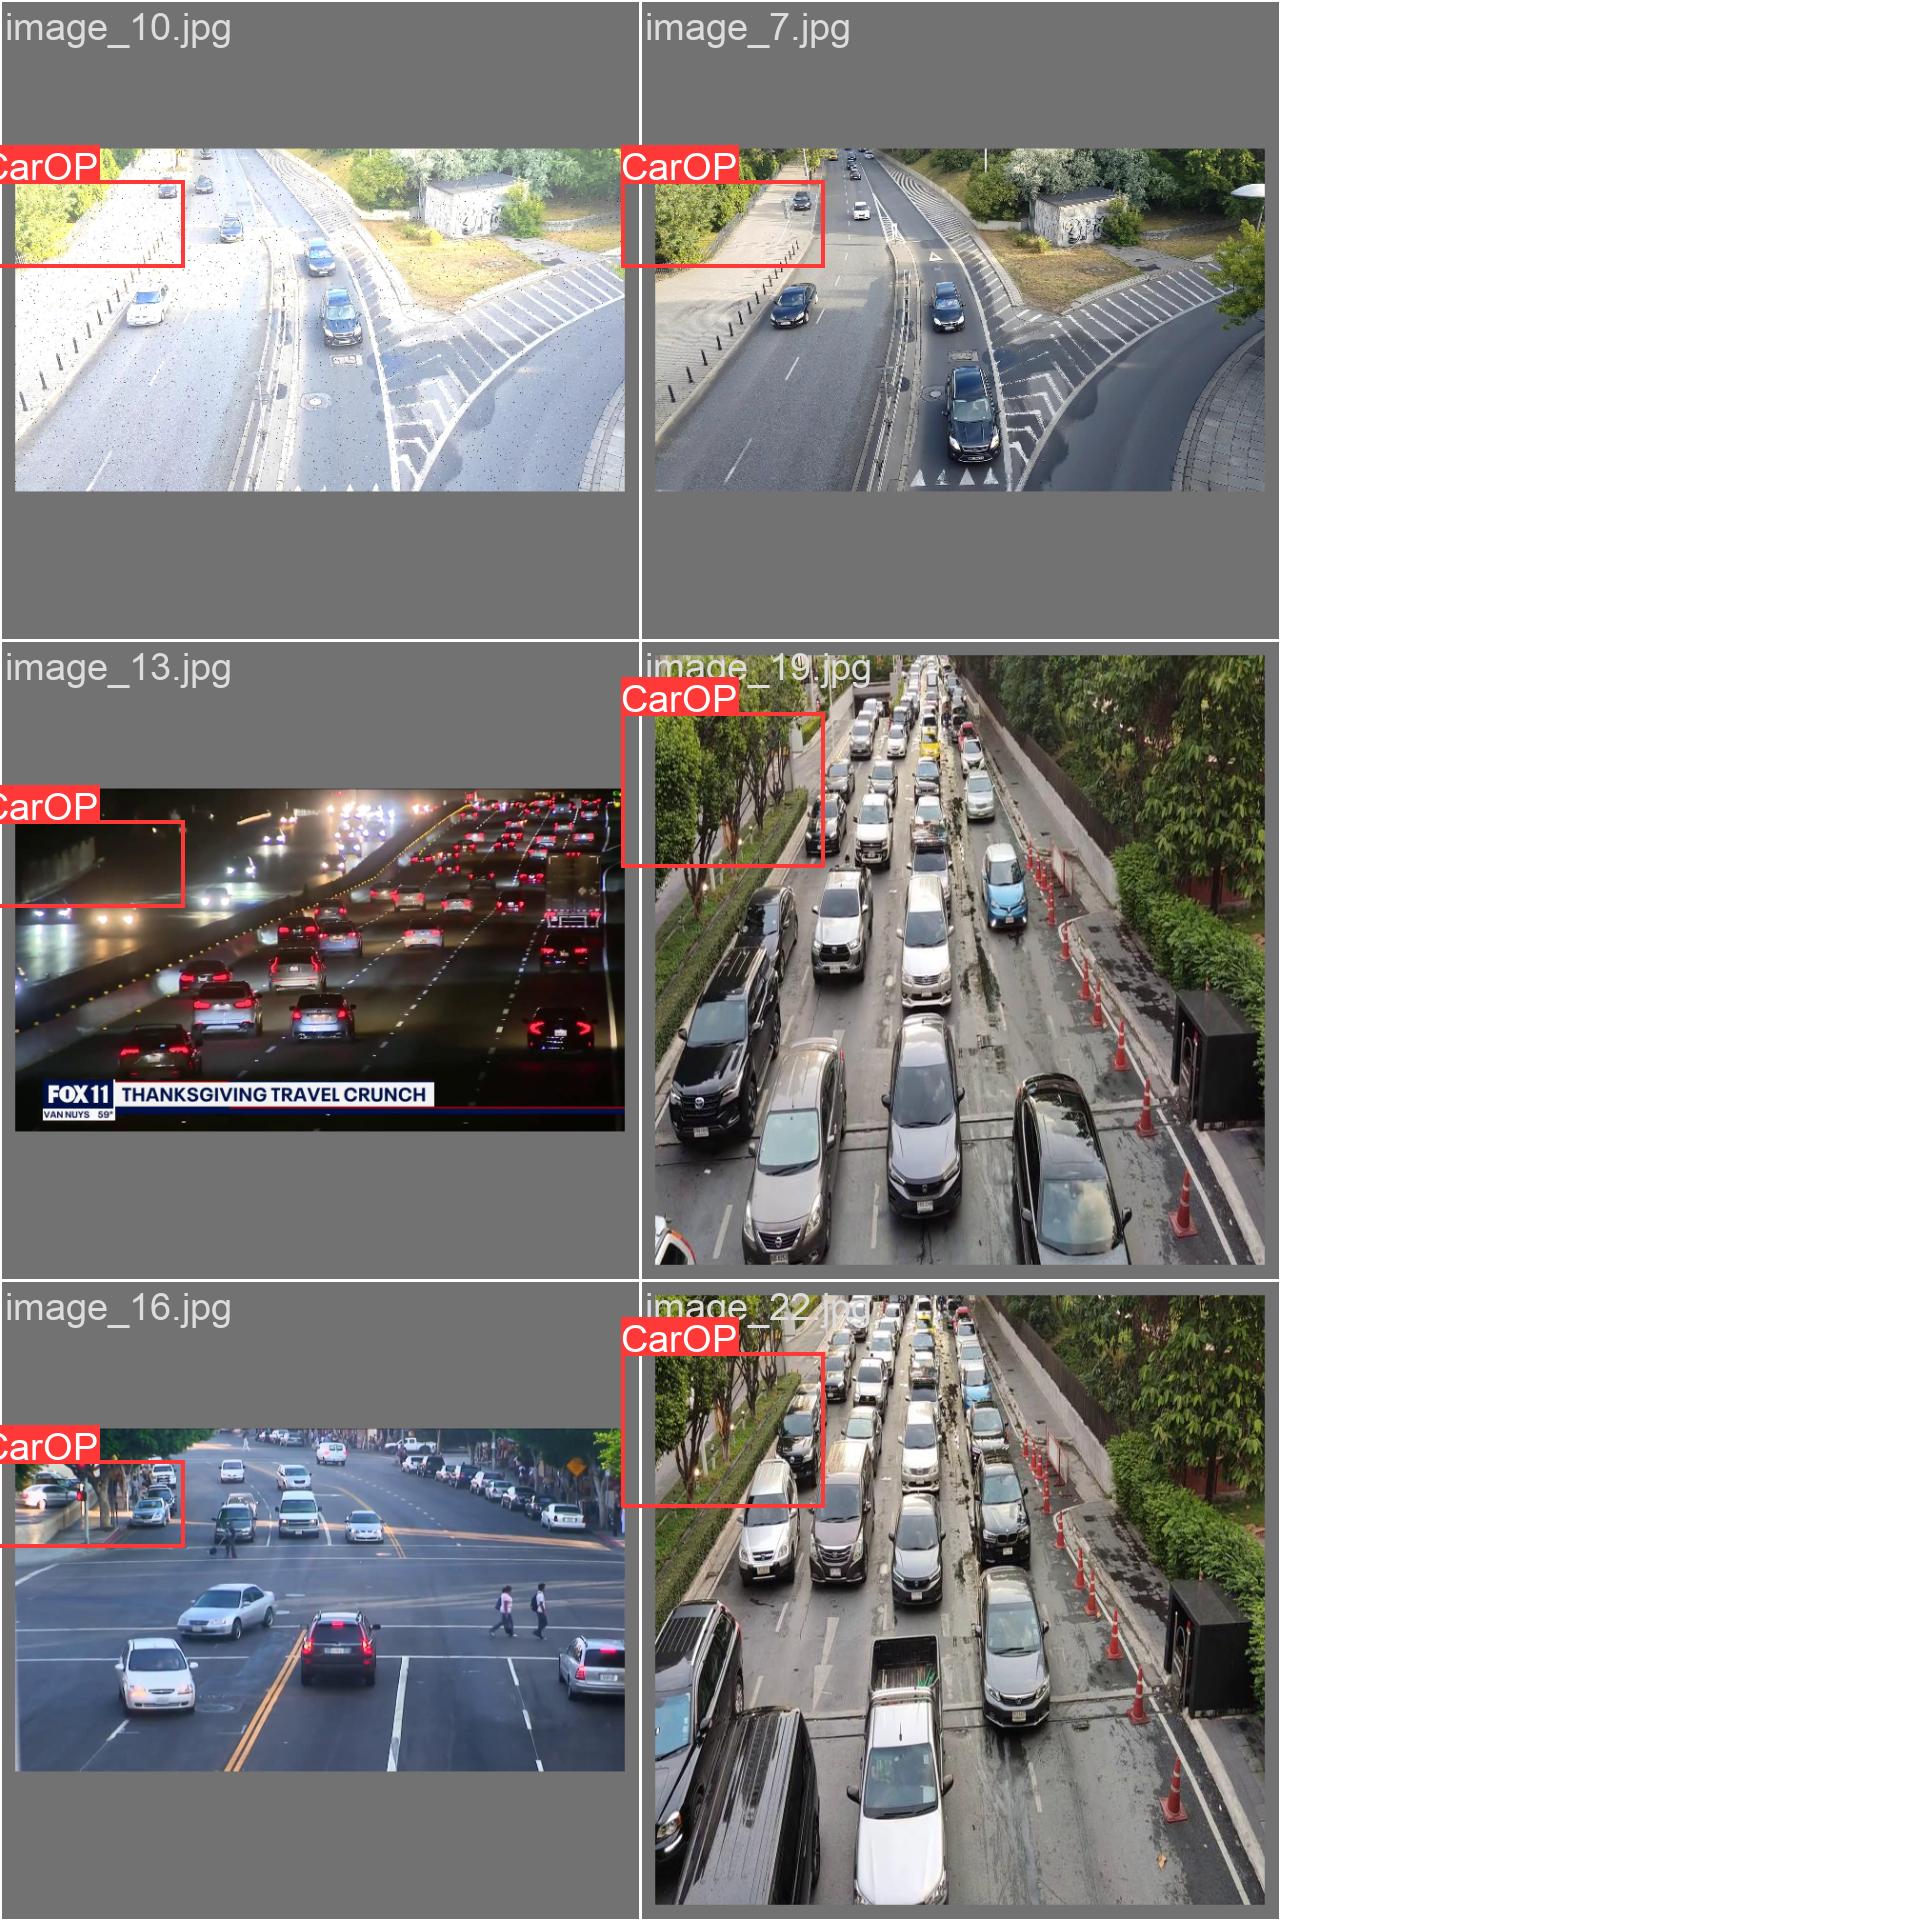 image_10.jpg
CarOP
image_7.jpg
CarOP
image_13.jpg
CarOP
FOX 11 THANKSGIVING TRAVEL CRUNCH
VAN NUYS 59°
image_19.jpg
CarOP
image_16.jpg
CarOP
image_22.jpg
CarOP